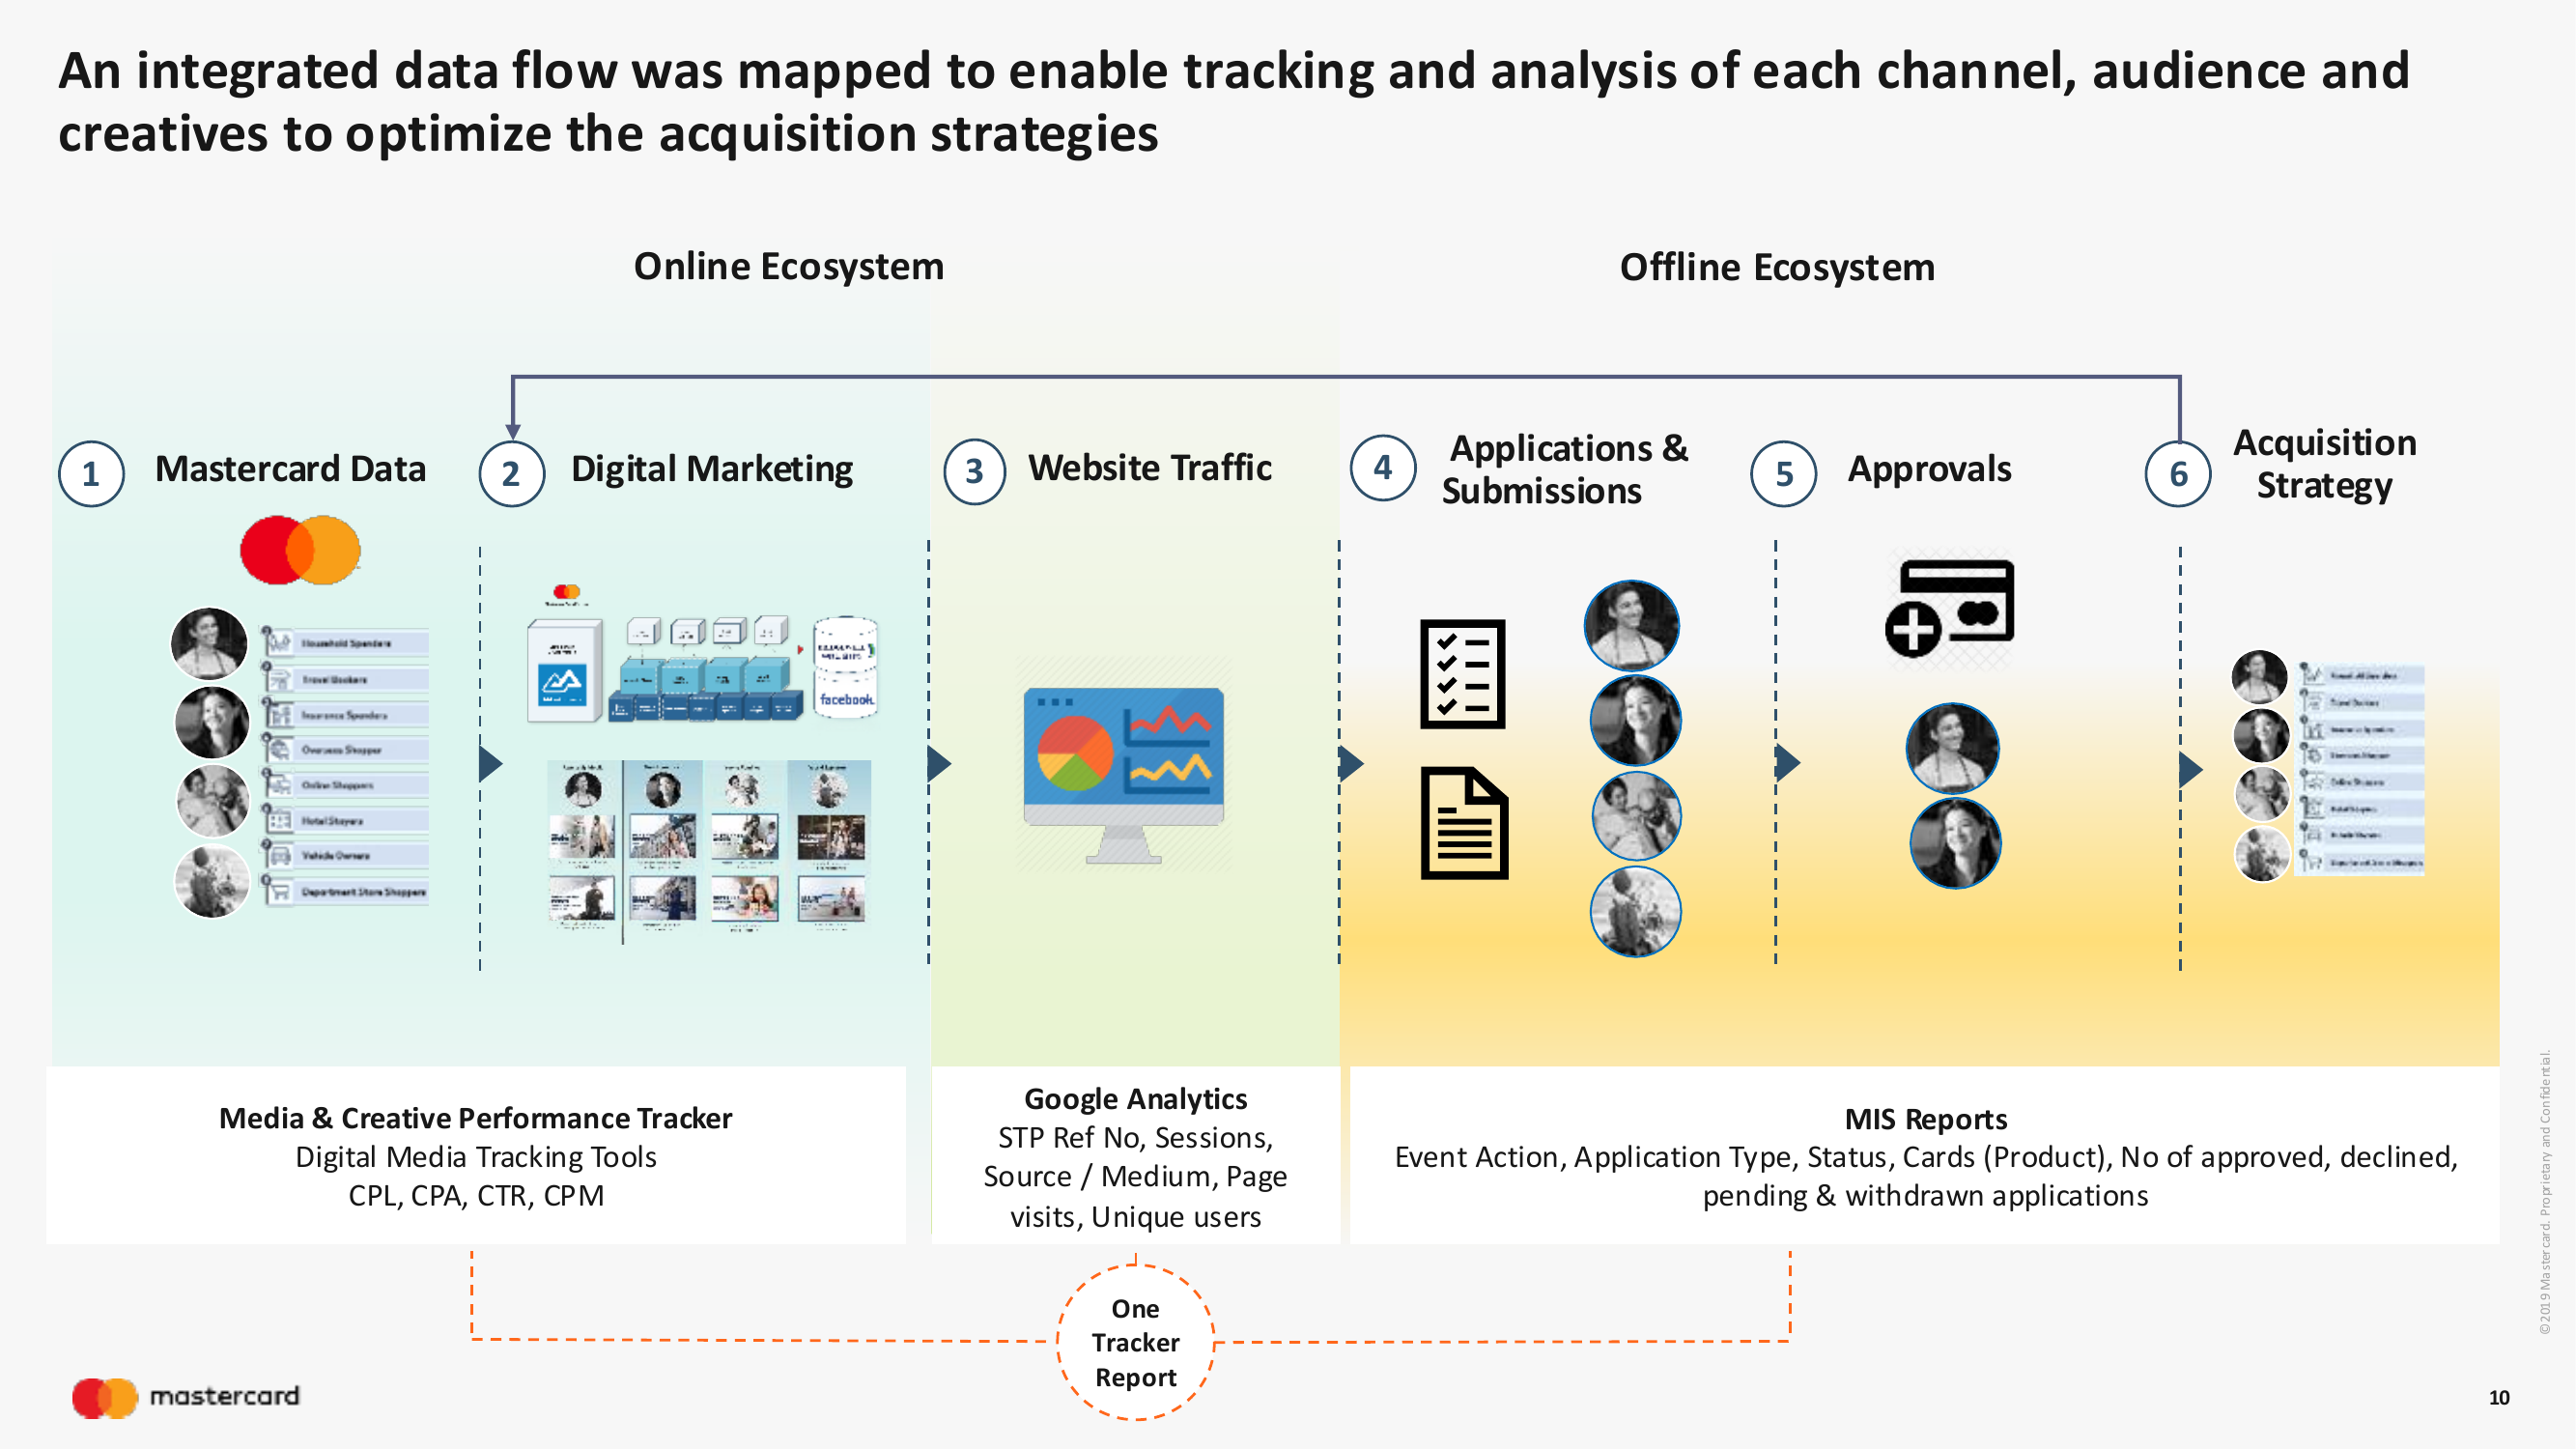 An integrated data flow was mapped to enable tracking and analysis of each channel, audience and
creatives to optimize the acquisition strategies
Online Ecosystem
Offline Ecosystem
1
Mastercard Data
2
Digital Marketing
3
Website Traffic
4
Applications &
Submissions
5
Approvals
6
Acquisition
Strategy
Household Spenders
Travel Bookers
Insurance Spenders
Overseas Shopper
Online Shoppers
Hotel Stayers
Vehicle Owners
Department Store Shoppers
facebook
Media & Creative Performance Tracker
Digital Media Tracking Tools
CPL, CPA, CTR, CPM
Google Analytics
STP Ref No, Sessions,
Source / Medium, Page
visits, Unique users
MIS Reports
Event Action, Application Type, Status, Cards (Product), No of approved, declined,
pending & withdrawn applications
One
Tracker
Report
mastercard
10
©2019 Mastercard. Proprietary and Confidential.